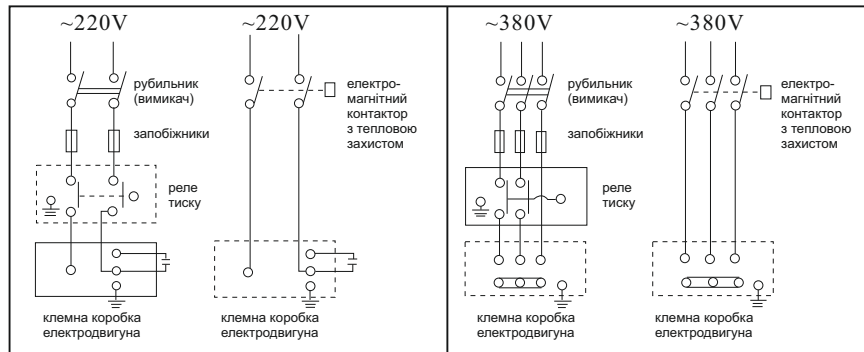 ~220V
~220V
рубильник
(вимикач)
електро-
магнітний
контактор
з тепловою
захистом
запобіжники
реле
тиску
клемна коробка
електродвигуна
клемна коробка
електродвигуна
~380V
~380V
рубильник
(вимикач)
електро-
магнітний
контактор
з тепловою
захистом
запобіжники
реле
тиску
клемна коробка
електродвигуна
клемна коробка
електродвигуна